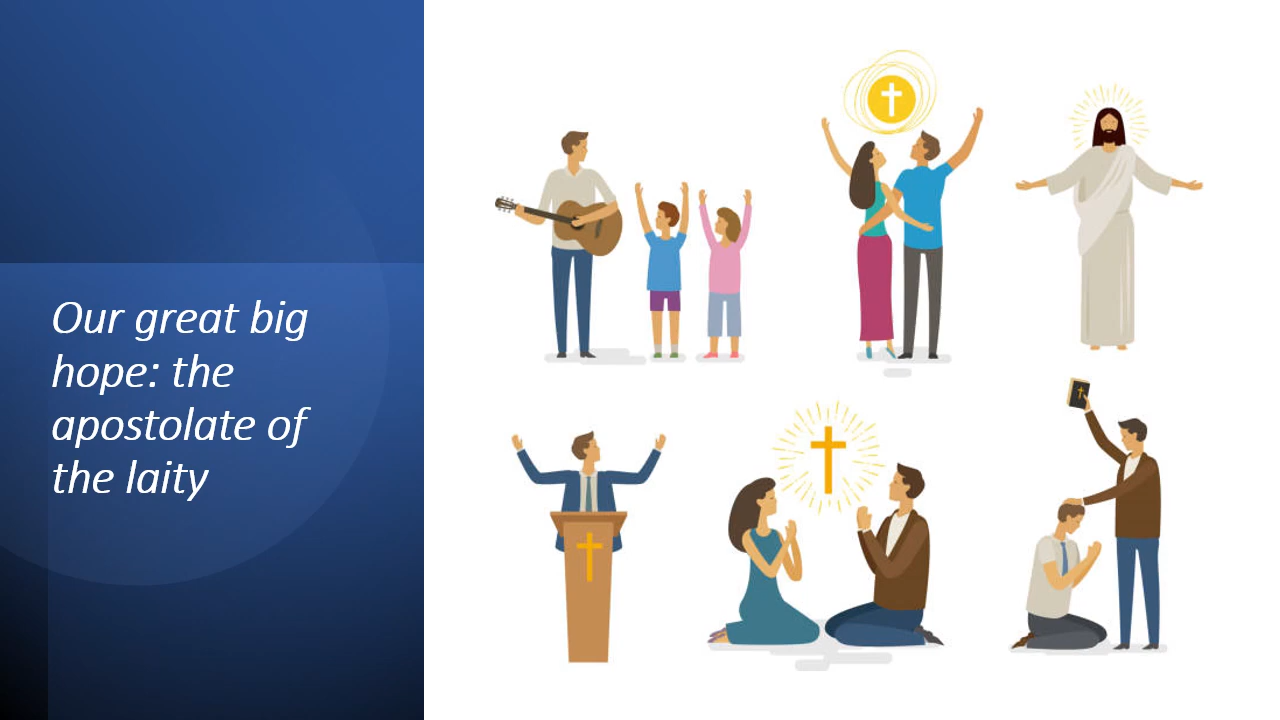 Our great big
hope: the
apostolate of
the laity